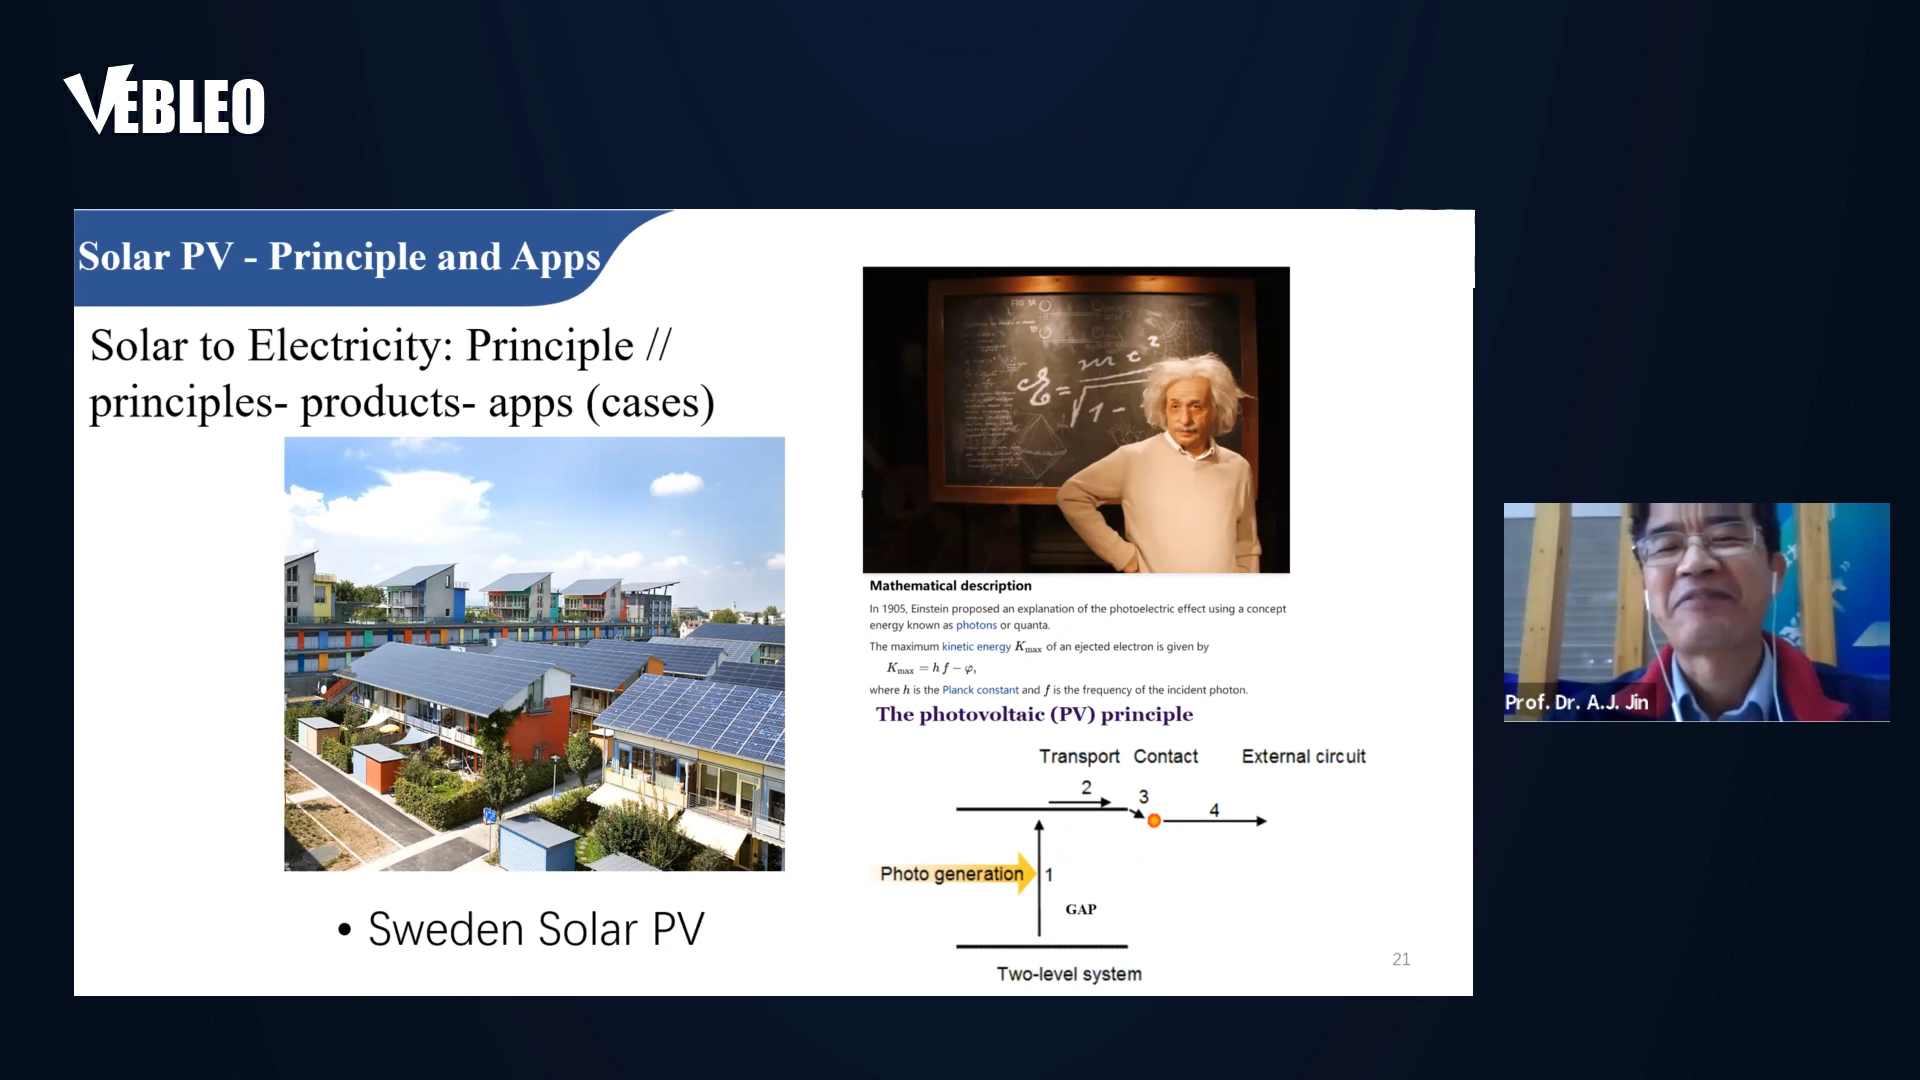 VEBLEO
Solar PV - Principle and Apps
Solar to Electricity: Principle //
principles- products- apps (cases)
• Sweden Solar PV
FIG 1A
mc²
E=
√1-
Mathematical description
In 1905, Einstein proposed an explanation of the photoelectric effect using a concept
energy known as photons or quanta.
The maximum kinetic energy Kmax of an ejected electron is given by
Kmax = h f − φ,
where h is the Planck constant and f is the frequency of the incident photon.
The photovoltaic (PV) principle
Transport Contact External circuit
2
3
4
Photo generation 1
GAP
Two-level system
21
Prof. Dr. A.J. Jin